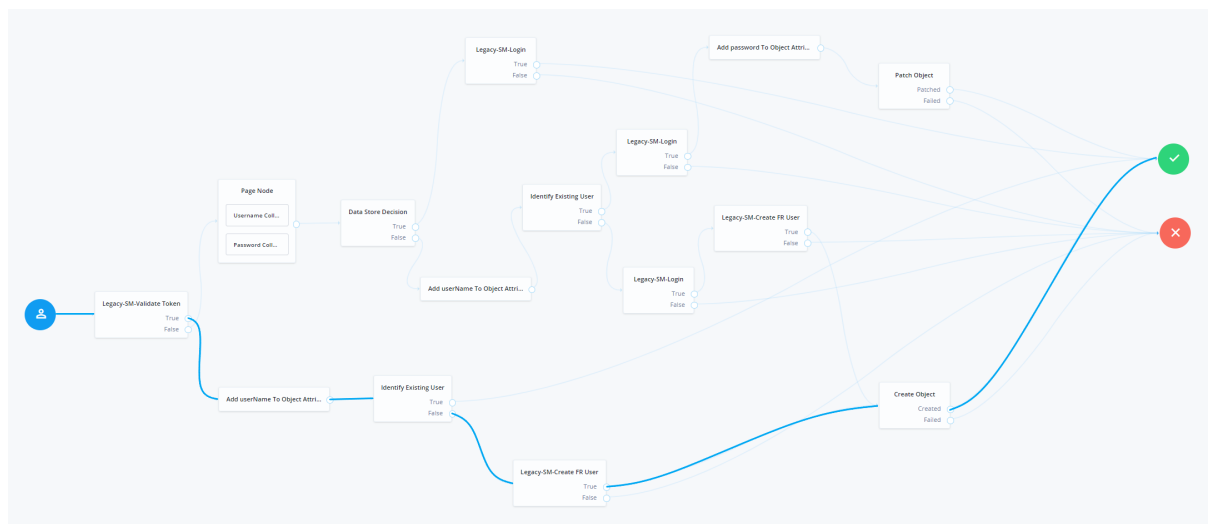 Legacy-SM-Login
True
False
Add password To Object Attri...
Patch Object
Patched
Failed
Legacy-SM-Login
True
False
Page Node
Username Coll...
Password Coll...
Data Store Decision
True
False
Identify Existing User
True
False
Legacy-SM-Create FR User
True
False
Add userName To Object Attri...
Legacy-SM-Login
True
False
Legacy-SM-Validate Token
True
False
Add userName To Object Attri...
Identify Existing User
True
False
Create Object
Created
Failed
Legacy-SM-Create FR User
True
False